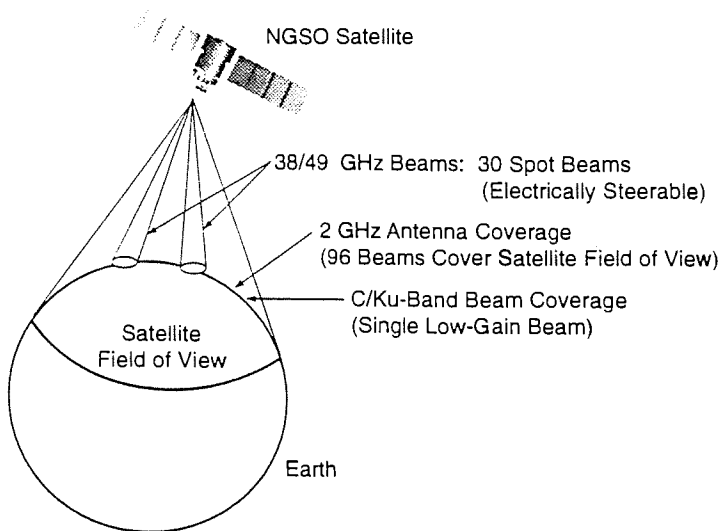 NGSO Satellite
38/49 GHz Beams: 30 Spot Beams
(Electrically Steerable)
2 GHz Antenna Coverage
(96 Beams Cover Satellite Field of View)
C/Ku-Band Beam Coverage
(Single Low-Gain Beam)
Satellite
Field of View
Earth